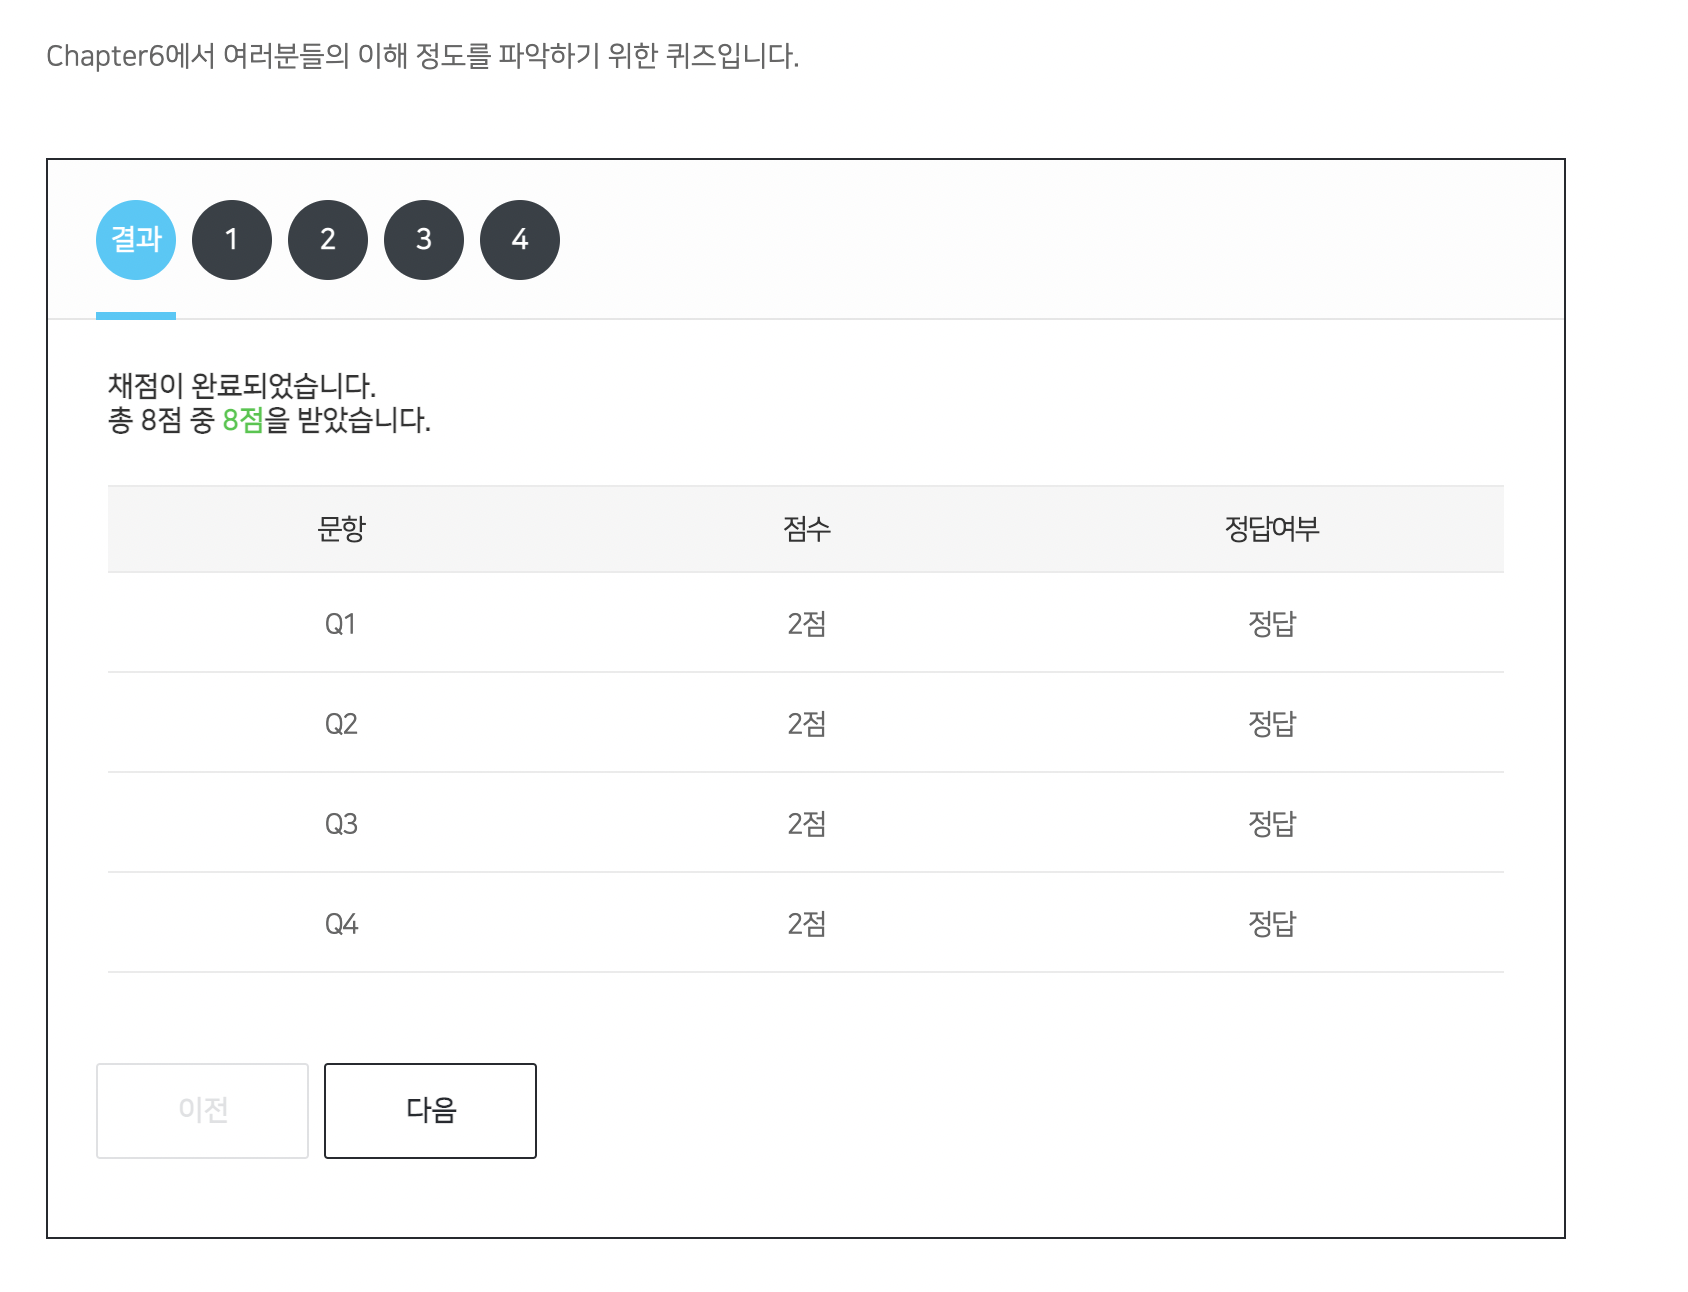 Chapter6에서 여러분들의 이해 정도를 파악하기 위한 퀴즈입니다.
결과 1 2 3 4
채점이 완료되었습니다.
총 8점 중 8점을 받았습니다.
문항 점수 정답여부
Q1 2점 정답
Q2 2점 정답
Q3 2점 정답
Q4 2점 정답
이전 다음